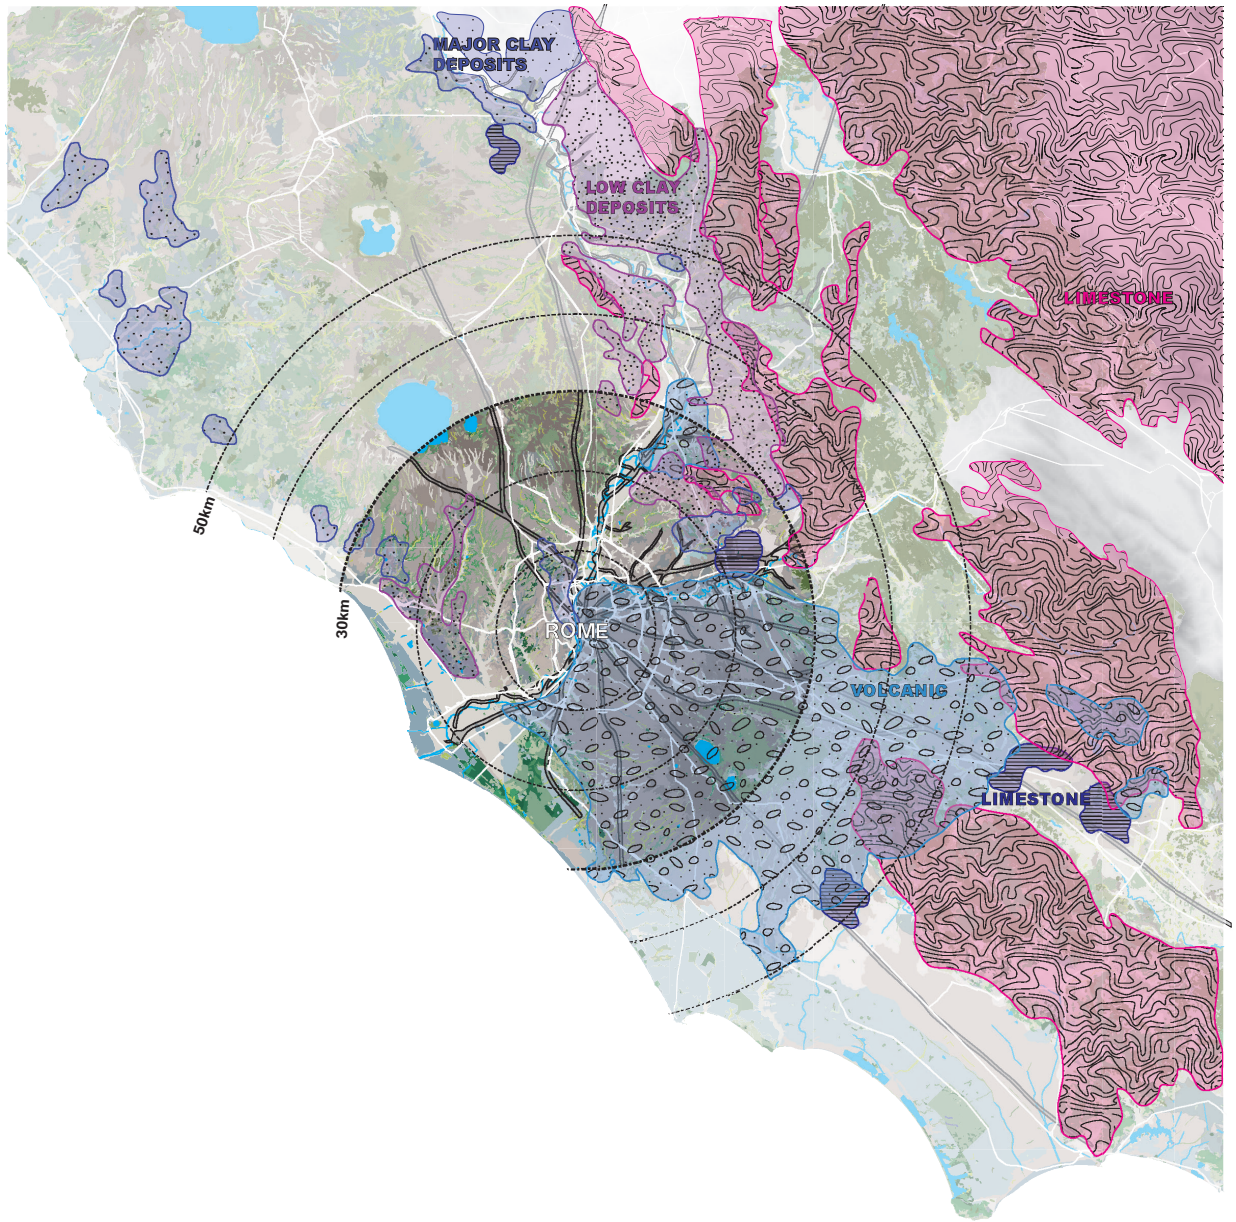 MAJOR CLAY
DEPOSITS
LOW CLAY
DEPOSITS
LIMESTONE
50km
30km
ROME
VOLCANIC
LIMESTONE